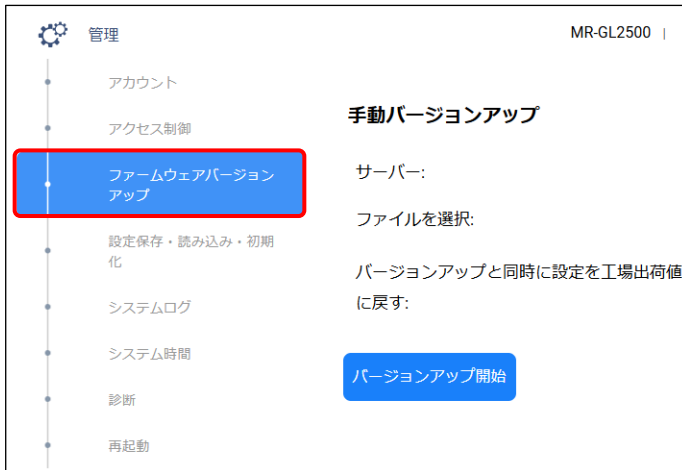 管理
MR-GL2500 |
アカウント
アクセス制御
ファームウェアバージョン
アップ
設定保存・読み込み・初期
化
システムログ
システム時間
診断
再起動
手動バージョンアップ
サーバー:
ファイルを選択:
バージョンアップと同時に設定を工場出荷値
に戻す:
バージョンアップ開始